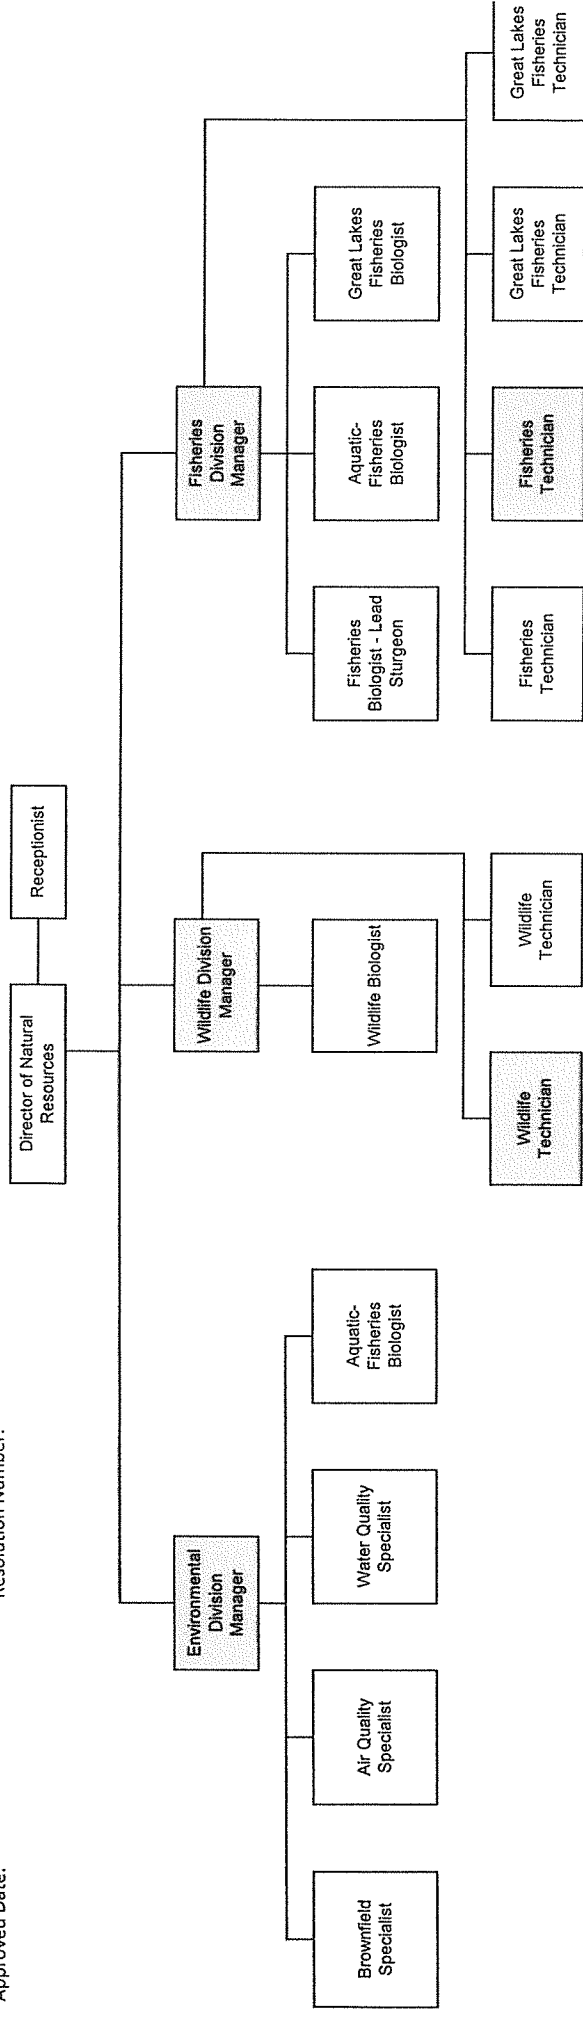 Approved Date:
Resolution Number:
Director of Natural
Resources
Receptionist
Environmental
Division
Manager
Wildlife Division
Manager
Fisheries
Division
Manager
Brownfield
Specialist
Air Quality
Specialist
Water Quality
Specialist
Aquatic-
Fisheries
Biologist
Wildlife Biologist
Fisheries
Biologist - Lead
Sturgeon
Aquatic-
Fisheries
Biologist
Great Lakes
Fisheries
Biologist
Wildlife
Technician
Wildlife
Technician
Fisheries
Technician
Fisheries
Technician
Great Lakes
Fisheries
Technician
Great Lakes
Fisheries
Technician